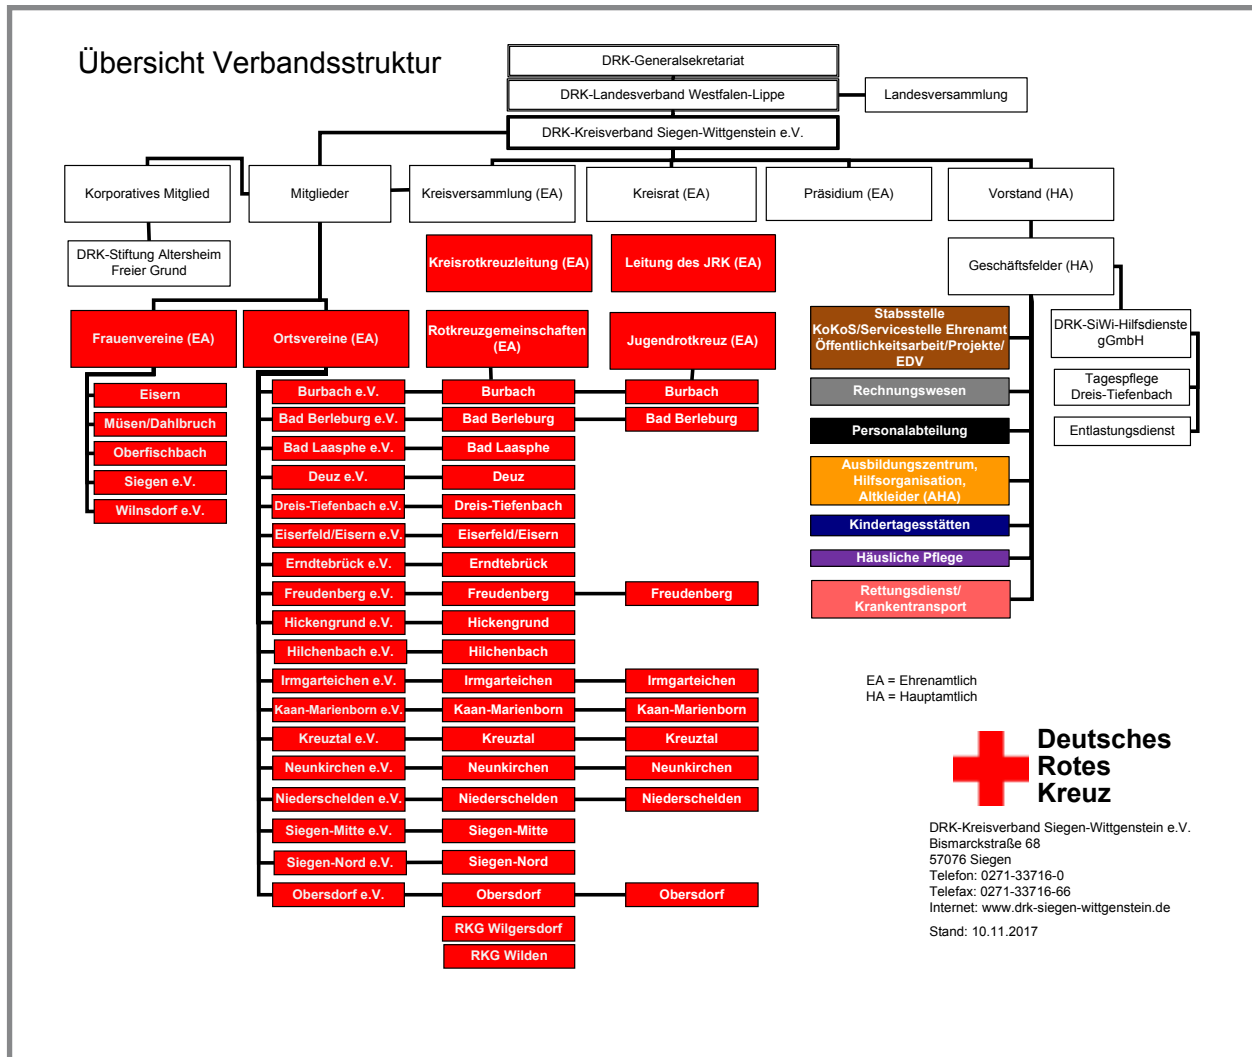 Übersicht Verbandsstruktur
DRK-Generalsekretariat
DRK-Landesverband Westfalen-Lippe
Landesversammlung
DRK-Kreisverband Siegen-Wittgenstein e.V.
Korporatives Mitglied
Mitglieder
Kreisversammlung (EA)
Kreisrat (EA)
Präsidium (EA)
Vorstand (HA)
DRK-Stiftung Altersheim
Freier Grund
Kreisrotkreuzleitung (EA)
Leitung des JRK (EA)
Geschäftsfelder (HA)
Frauenvereine (EA)
Ortsvereine (EA)
Rotkreuzgemeinschaften
(EA)
Jugendrotkreuz (EA)
Stabsstelle
KoKoS/Servicestelle Ehrenamt
Öffentlichkeitsarbeit/Projekte/
EDV
DRK-SiWi-Hilfsdienste
gGmbH
Tagespflege
Dreis-Tiefenbach
Entlastungsdienst
Rechnungswesen
Personalabteilung
Ausbildungszentrum,
Hilfsorganisation,
Altkleider (AHA)
Kindertagesstätten
Häusliche Pflege
Rettungsdienst/
Krankentransport
Eisern
Müsen/Dahlbruch
Oberfischbach
Siegen e.V.
Wilnsdorf e.V.
Burbach e.V.
Burbach
Burbach
Bad Berleburg e.V.
Bad Berleburg
Bad Berleburg
Bad Laasphe e.V.
Bad Laasphe
Deuz e.V.
Deuz
Dreis-Tiefenbach e.V.
Dreis-Tiefenbach
Eiserfeld/Eisern e.V.
Eiserfeld/Eisern
Erndtebrück e.V.
Erndtebrück
Freudenberg e.V.
Freudenberg
Freudenberg
Hickengrund e.V.
Hickengrund
Hilchenbach e.V.
Hilchenbach
Irmgarteichen e.V.
Irmgarteichen
Irmgarteichen
Kaan-Marienborn e.V.
Kaan-Marienborn
Kaan-Marienborn
Kreuztal e.V.
Kreuztal
Kreuztal
Neunkirchen e.V.
Neunkirchen
Neunkirchen
Niederschelden e.V.
Niederschelden
Niederschelden
Siegen-Mitte e.V.
Siegen-Mitte
Siegen-Nord e.V.
Siegen-Nord
Obersdorf e.V.
Obersdorf
Obersdorf
RKG Wilgersdorf
RKG Wilden
EA = Ehrenamtlich
HA = Hauptamtlich
Deutsches
Rotes
Kreuz
DRK-Kreisverband Siegen-Wittgenstein e.V.
Bismarckstraße 68
57076 Siegen
Telefon: 0271-33716-0
Telefax: 0271-33716-66
Internet: www.drk-siegen-wittgenstein.de
Stand: 10.11.2017